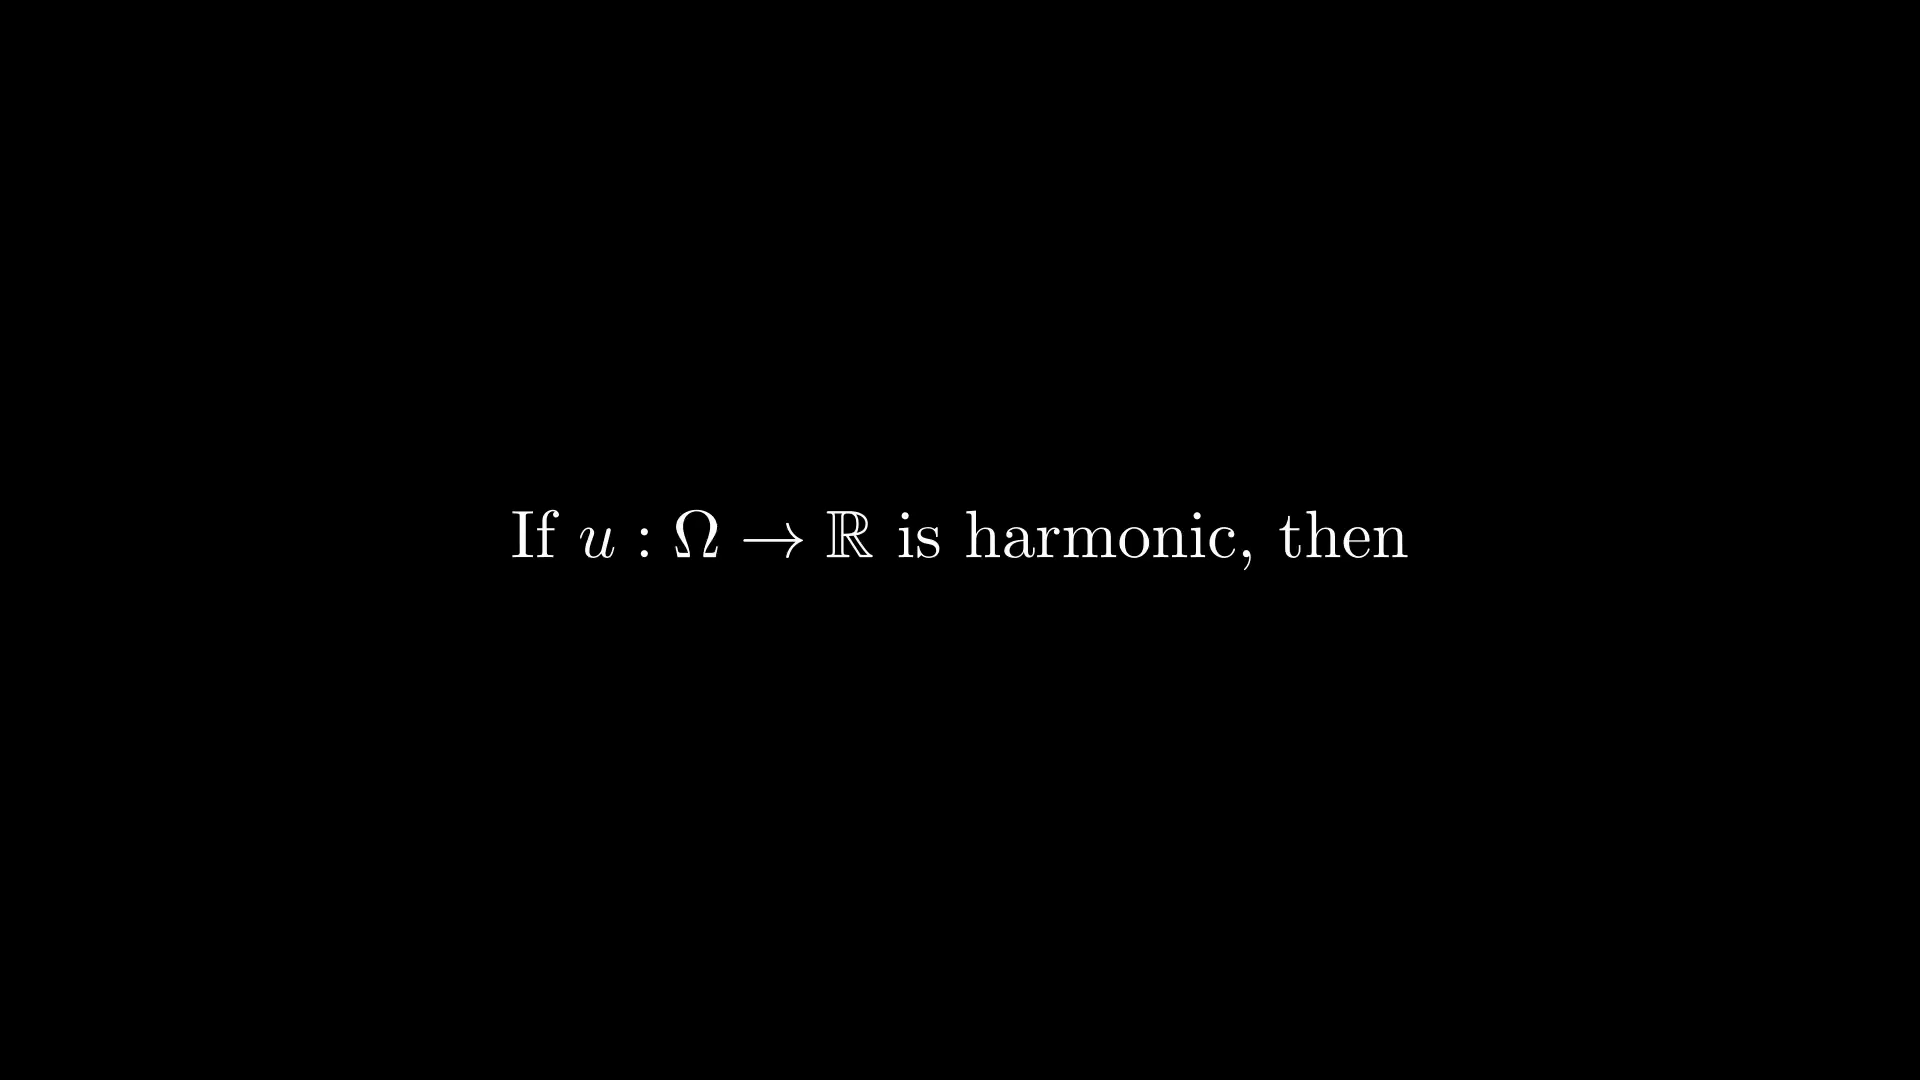 If u : Ω → ℝ is harmonic, then